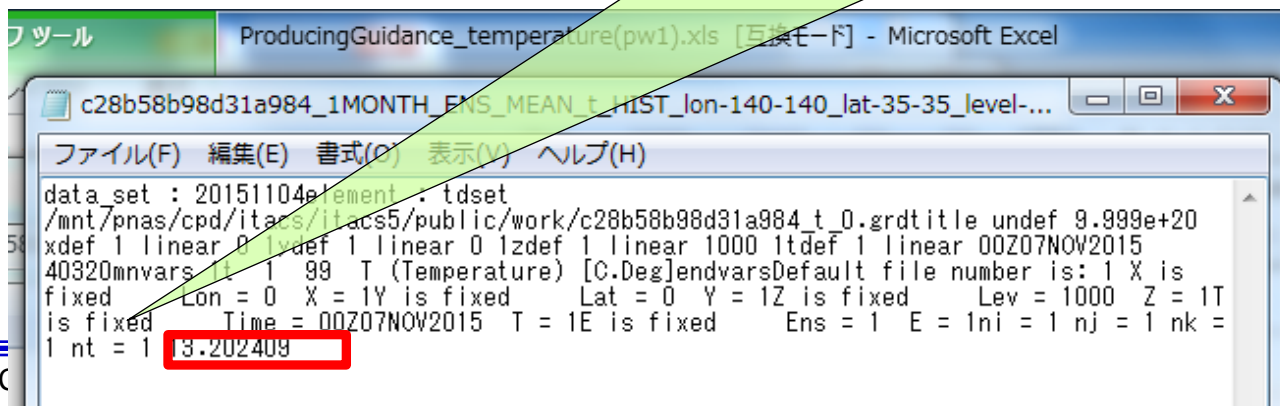 フ ツール ProducingGuidance_temperature(pw1).xls [互換モード] - Microsoft Excel
c28b58b98d31a984_1MONTH_ENS_MEAN_t_HIST_lon-140-140_lat-35-35_level-...
ファイル(F) 編集(E) 書式(O) 表示(V) ヘルプ(H)
data_set : 20151104element : tdset
/mnt/pnas/cpd/itacs/itacs5/public/work/c28b58b98d31a984_t_0.grdtitle undef 9.999e+20
xdef 1 linear 0 1ydef 1 linear 0 1zdef 1 linear 1000 1tdef 1 linear 00Z07NOV2015
40320mnvars 1t 1 99 T (Temperature) [C.Deg]endvarsDefault file number is: 1 X is
fixed Lon = 0 X = 1Y is fixed Lat = 0 Y = 1Z is fixed Lev = 1000 Z = 1T
is fixed Time = 00Z07NOV2015 T = 1E is fixed Ens = 1 E = 1ni = 1 nj = 1 nk =
1 nt = 1 13.202409